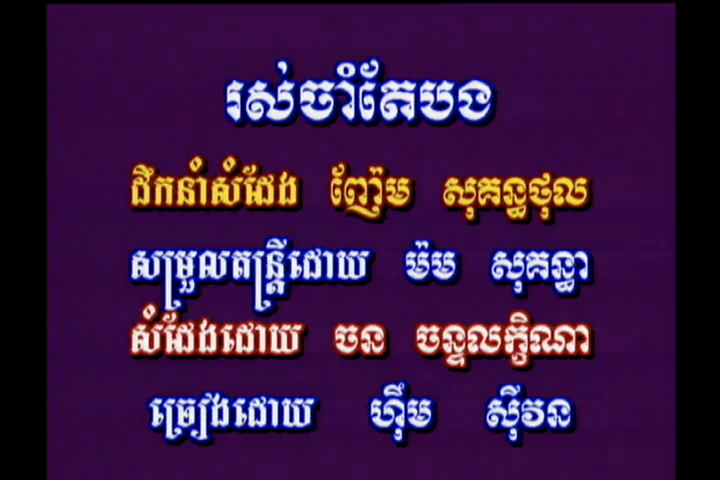 រស់ចាំតែបង
ដឹកនាំសំដែង ញ៉ែម សុគន្ធថុល
សម្រួលតន្ត្រីដោយ ម៉ម សុគន្ធា
សំដែងដោយ ចន ចន្ទលក្ខិណា
ច្រៀងដោយ ហ៊ឹម ស៊ីវន